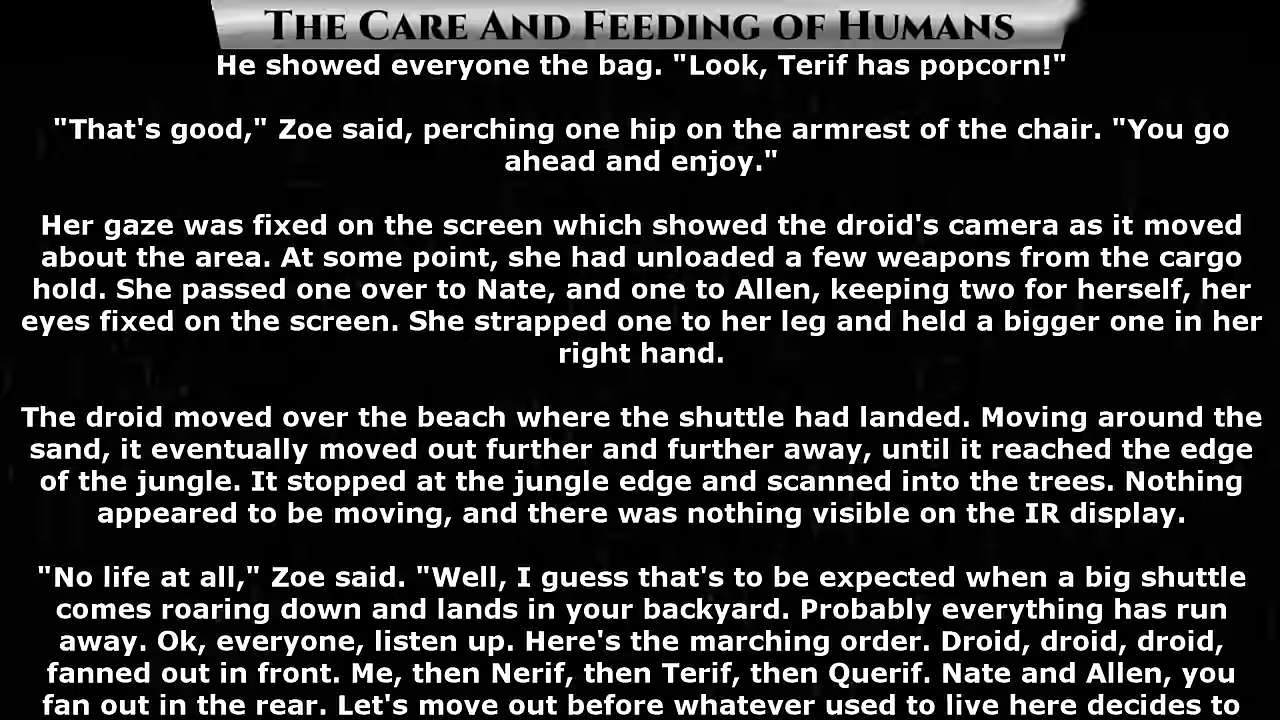 The Care And Feeding of Humans
He showed everyone the bag. "Look, Terif has popcorn!"
"That's good," Zoe said, perching one hip on the armrest of the chair. "You go
ahead and enjoy."
Her gaze was fixed on the screen which showed the droid's camera as it moved
about the area. At some point, she had unloaded a few weapons from the cargo
hold. She passed one over to Nate, and one to Allen, keeping two for herself, her
eyes fixed on the screen. She strapped one to her leg and held a bigger one in her
right hand.
The droid moved over the beach where the shuttle had landed. Moving around the
sand, it eventually moved out further and further away, until it reached the edge
of the jungle. It stopped at the jungle edge and scanned into the trees. Nothing
appeared to be moving, and there was nothing visible on the IR display.
"No life at all," Zoe said. "Well, I guess that's to be expected when a big shuttle
comes roaring down and lands in your backyard. Probably everything has run
away. Ok, everyone, listen up. Here's the marching order. Droid, droid, droid,
fanned out in front. Me, then Nerif, then Terif, then Querif. Nate and Allen, you
fan out in the rear. Let's move out before whatever used to live here decides to